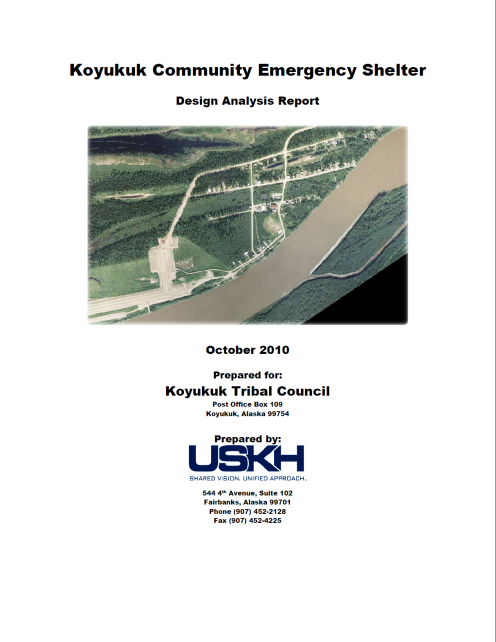 Koyukuk Community Emergency Shelter
Design Analysis Report
October 2010
Prepared for:
Koyukuk Tribal Council
Post Office Box 109
Koyukuk, Alaska 99754
Prepared by:
USKH
SHARED VISION. UNIFIED APPROACH.
544 4th Avenue, Suite 102
Fairbanks, Alaska 99701
Phone (907) 452-2128
Fax (907) 452-4225